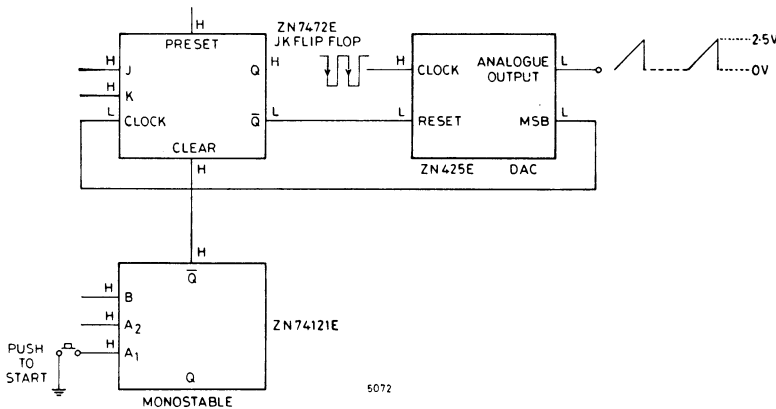 H
ZN7472E
JK FLIP FLOP
PRESET
H J
Q H
H K
L CLOCK
Q̅ L
CLEAR
H
H CLOCK
ANALOGUE
OUTPUT
L
L RESET
MSB L
ZN425E DAC
2·5V
0V
H
Q̅
H B
H A2
H A1
ZN74121E
PUSH
TO
START
Q
MONOSTABLE
5072